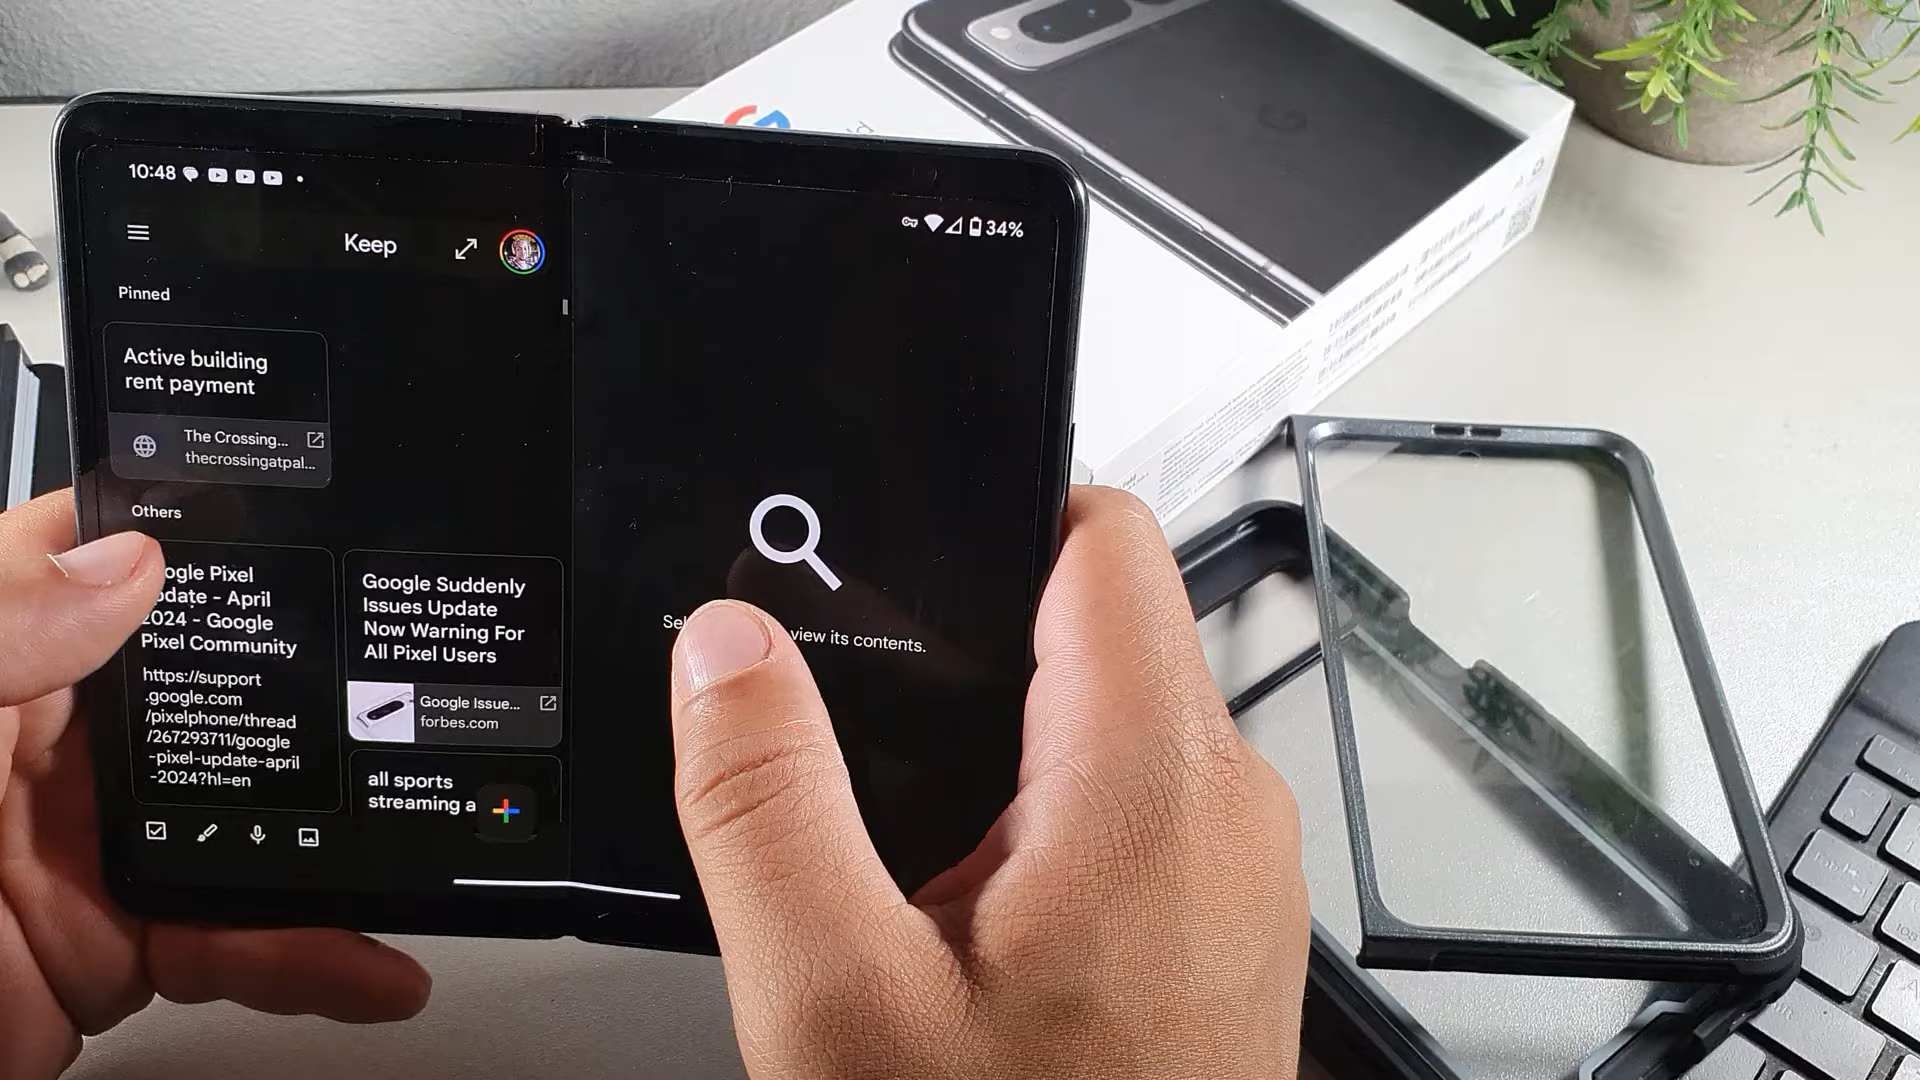 10:48
34%
Keep
Pinned
Active building
rent payment
The Crossing...
thecrossingatpal...
Others
ogle Pixel
pdate - April
2024 - Google
Pixel Community
https://support
.google.com
/pixelphone/thread
/267293711/google
-pixel-update-april
-2024?hl=en
Google Suddenly
Issues Update
Now Warning For
All Pixel Users
Google Issue...
forbes.com
all sports
streaming a
Sel view its contents.